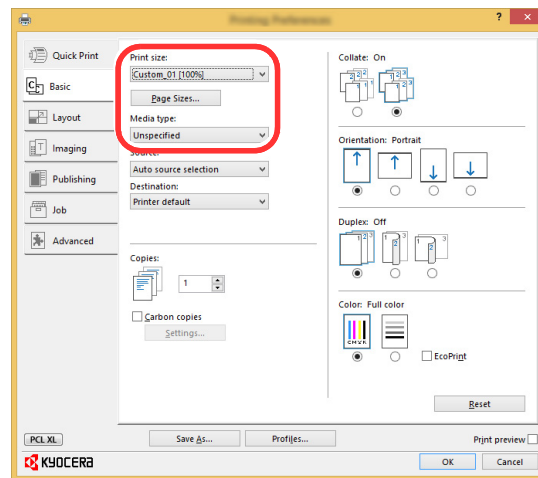 Printing Preferences
? ×
Quick Print
Basic
Layout
Imaging
Publishing
Job
Advanced
Print size:
Custom_01 [100%]
Page Sizes...
Media type:
Unspecified
Source:
Auto source selection
Destination:
Printer default
Copies:
1
Carbon copies
Settings...
Collate: On
Orientation: Portrait
Duplex: Off
Color: Full color
CMYK
EcoPrint
Reset
PCL XL
Save As...
Profiles...
Print preview
KYOCERA
OK
Cancel